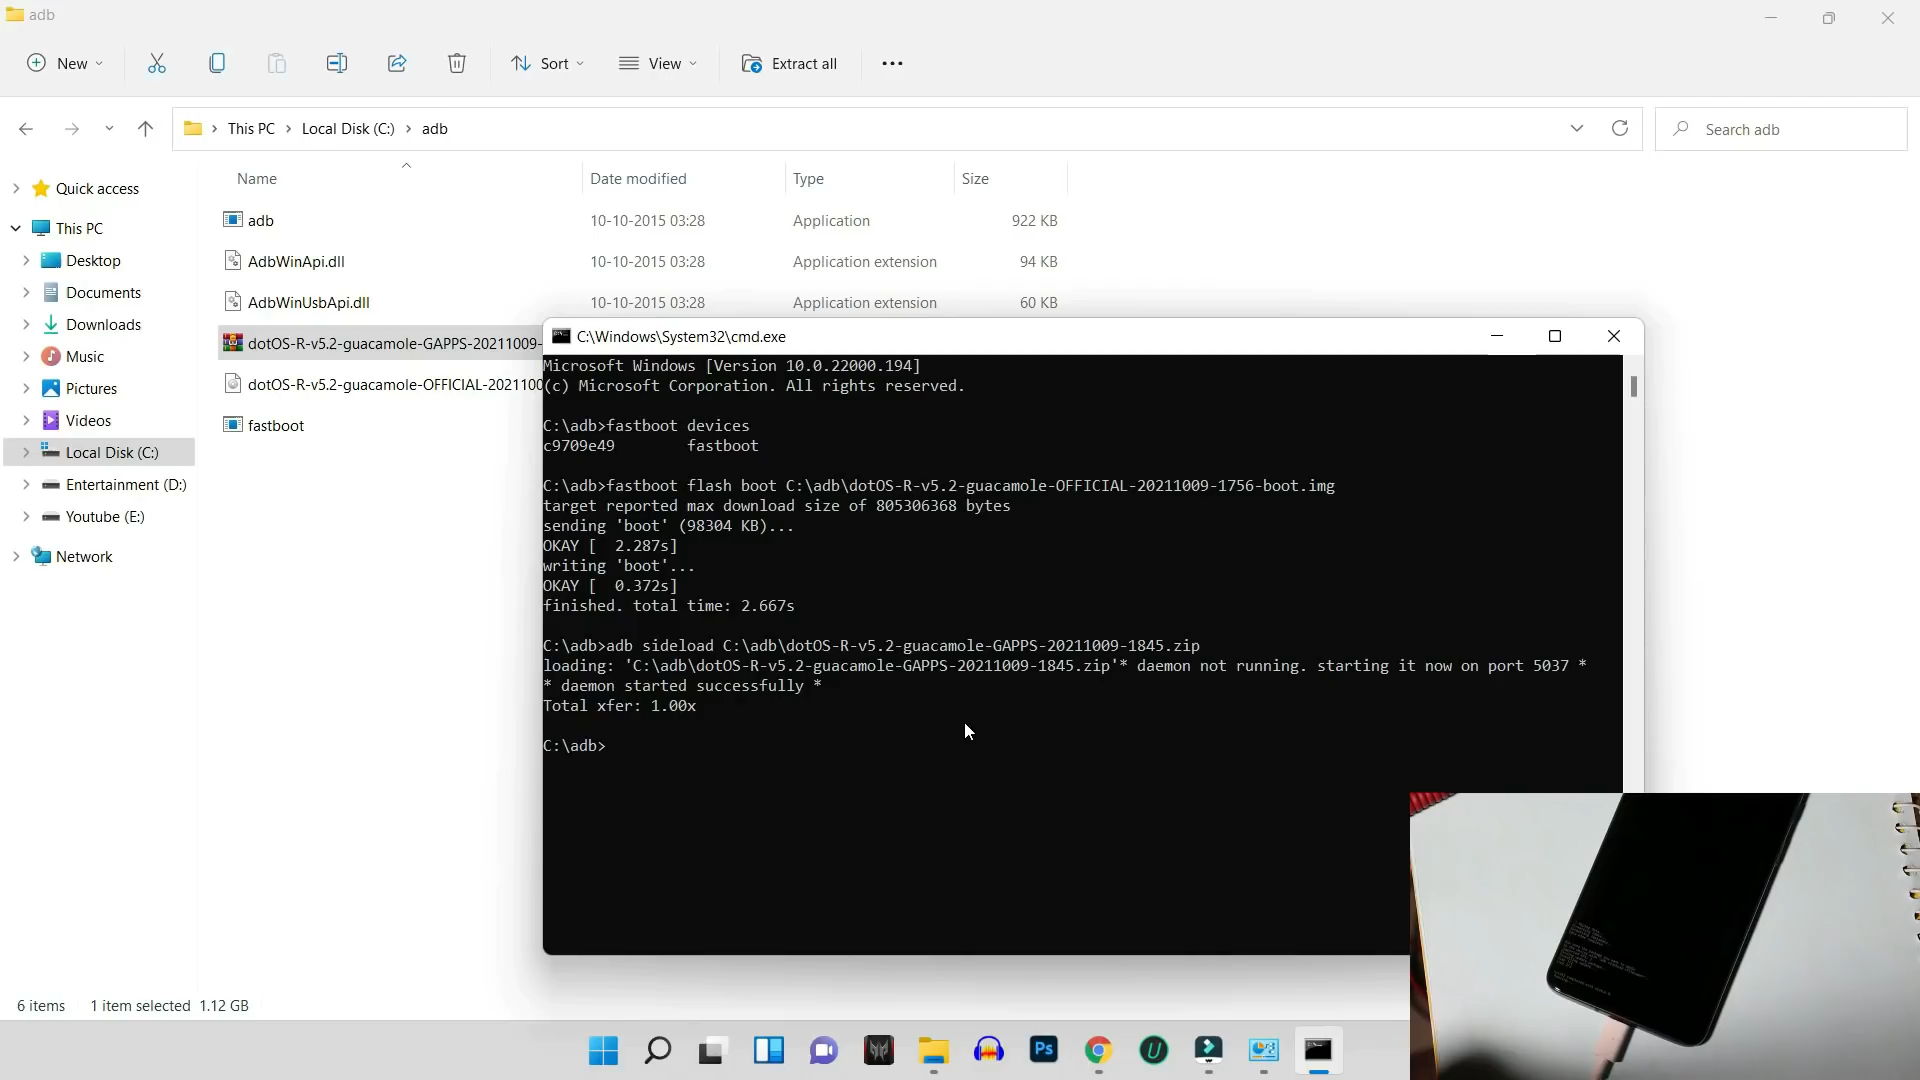 adb
New
Sort
View
Extract all
This PC > Local Disk (C:) > adb
Search adb
Name
Date modified
Type
Size
Quick access
This PC
Desktop
Documents
Downloads
Music
Pictures
Videos
Local Disk (C:)
Entertainment (D:)
Youtube (E:)
Network
adb 10-10-2015 03:28 Application 922 KB
AdbWinApi.dll 10-10-2015 03:28 Application extension 94 KB
AdbWinUsbApi.dll 10-10-2015 03:28 Application extension 60 KB
dotOS-R-v5.2-guacamole-GAPPS-20211009-
dotOS-R-v5.2-guacamole-OFFICIAL-2021100
fastboot
C:\Windows\System32\cmd.exe
Microsoft Windows [Version 10.0.22000.194]
(c) Microsoft Corporation. All rights reserved.
C:\adb>fastboot devices
c9709e49 fastboot
C:\adb>fastboot flash boot C:\adb\dotOS-R-v5.2-guacamole-OFFICIAL-20211009-1756-boot.img
target reported max download size of 805306368 bytes
sending 'boot' (98304 KB)...
OKAY [ 2.287s]
writing 'boot'...
OKAY [ 0.372s]
finished. total time: 2.667s
C:\adb>adb sideload C:\adb\dotOS-R-v5.2-guacamole-GAPPS-20211009-1845.zip
loading: 'C:\adb\dotOS-R-v5.2-guacamole-GAPPS-20211009-1845.zip'* daemon not running. starting it now on port 5037 *
* daemon started successfully *
Total xfer: 1.00x
C:\adb>
6 items 1 item selected 1.12 GB
Ps